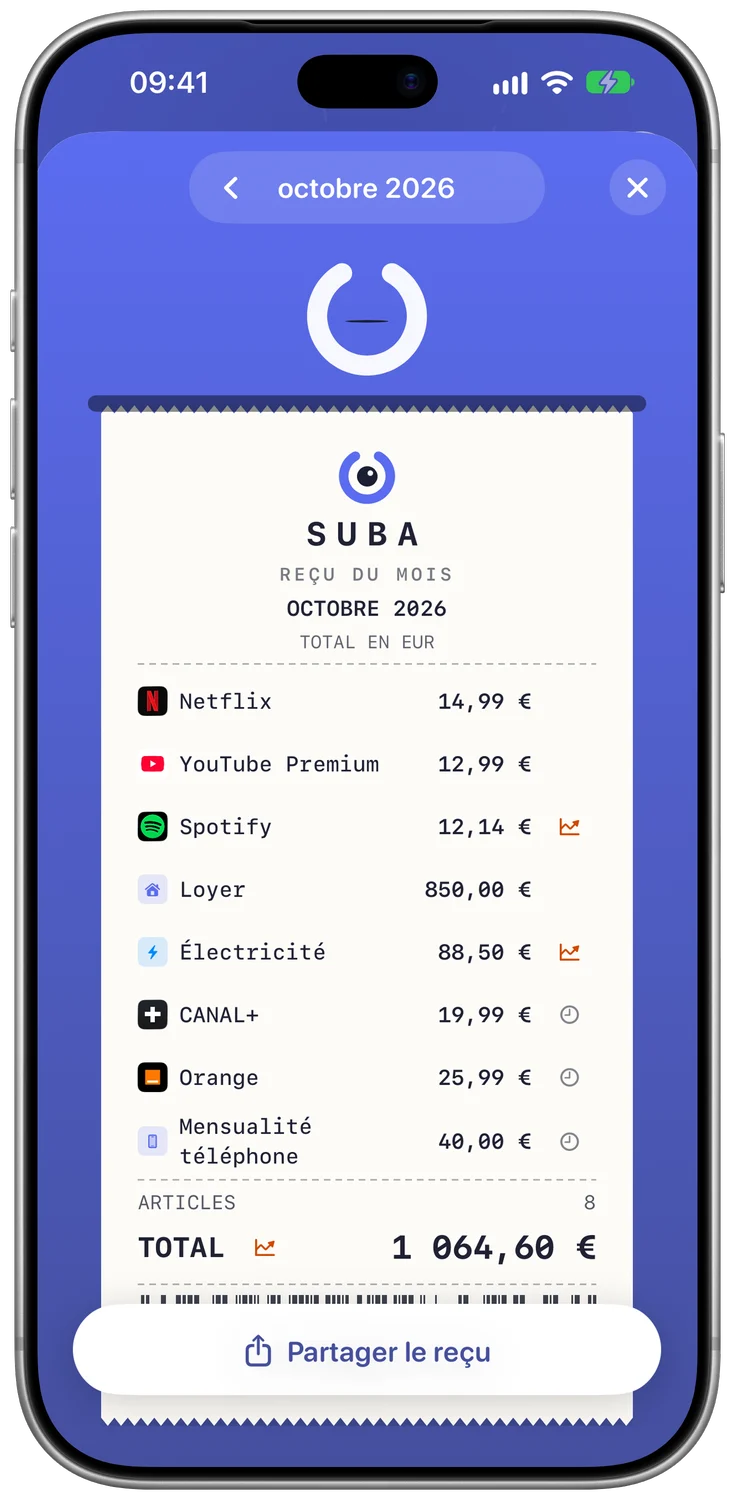 09:41
octobre 2026
SUBA
REÇU DU MOIS
OCTOBRE 2026
TOTAL EN EUR
Netflix 14,99 €
YouTube Premium 12,99 €
Spotify 12,14 €
Loyer 850,00 €
Électricité 88,50 €
CANAL+ 19,99 €
Orange 25,99 €
Mensualité
téléphone 40,00 €
ARTICLES 8
TOTAL 1 064,60 €
Partager le reçu